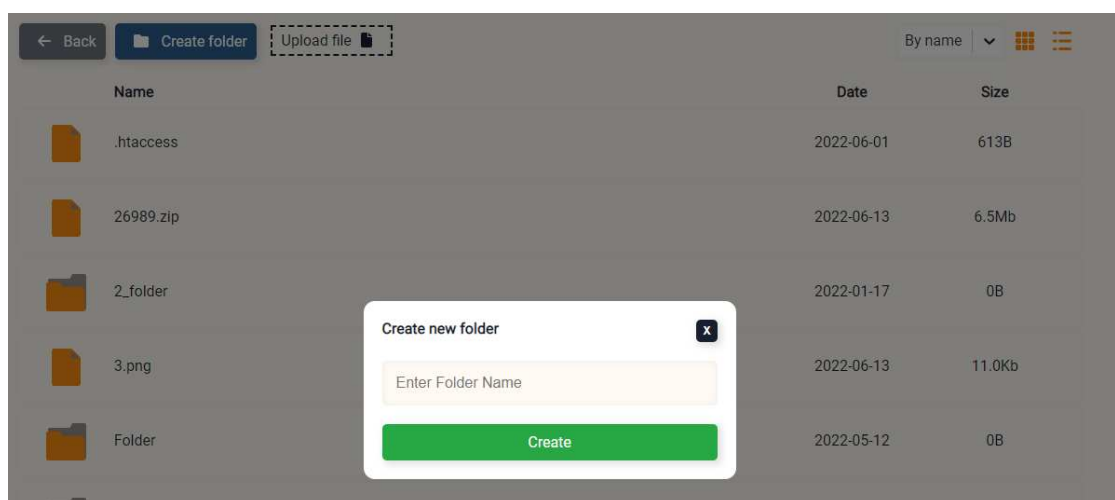 ← Back Create folder Upload file By name
Name Date Size
.htaccess 2022-06-01 613B
26989.zip 2022-06-13 6.5Mb
2_folder 2022-01-17 0B
Create new folder X
3.png 2022-06-13 11.0Kb
Enter Folder Name
Folder 2022-05-12 0B
Create